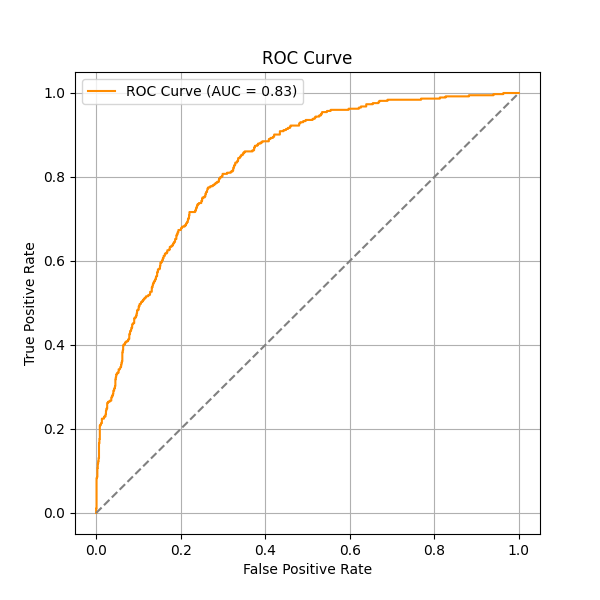 ROC Curve
ROC Curve (AUC = 0.83)
1.0
0.8
0.6
0.4
0.2
0.0
True Positive Rate
0.0 0.2 0.4 0.6 0.8 1.0
False Positive Rate